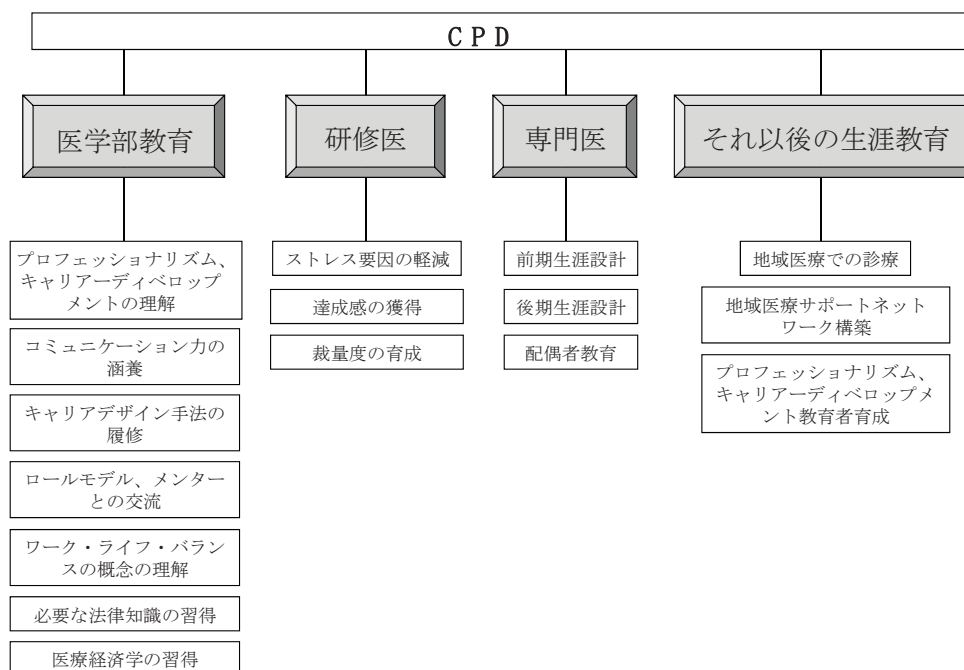 CPD
医学部教育
研修医
専門医
それ以後の生涯教育
プロフェッショナリズム、
キャリアーディベロップ
メントの理解
コミュニケーション力の
涵養
キャリアデザイン手法の
履修
ロールモデル、メンター
との交流
ワーク・ライフ・バラン
スの概念の理解
必要な法律知識の習得
医療経済学の習得
ストレス要因の軽減
達成感の獲得
裁量度の育成
前期生涯設計
後期生涯設計
配偶者教育
地域医療での診療
地域医療サポートネット
ワーク構築
プロフェッショナリズム、
キャリアーディベロップメ
ント教育者育成